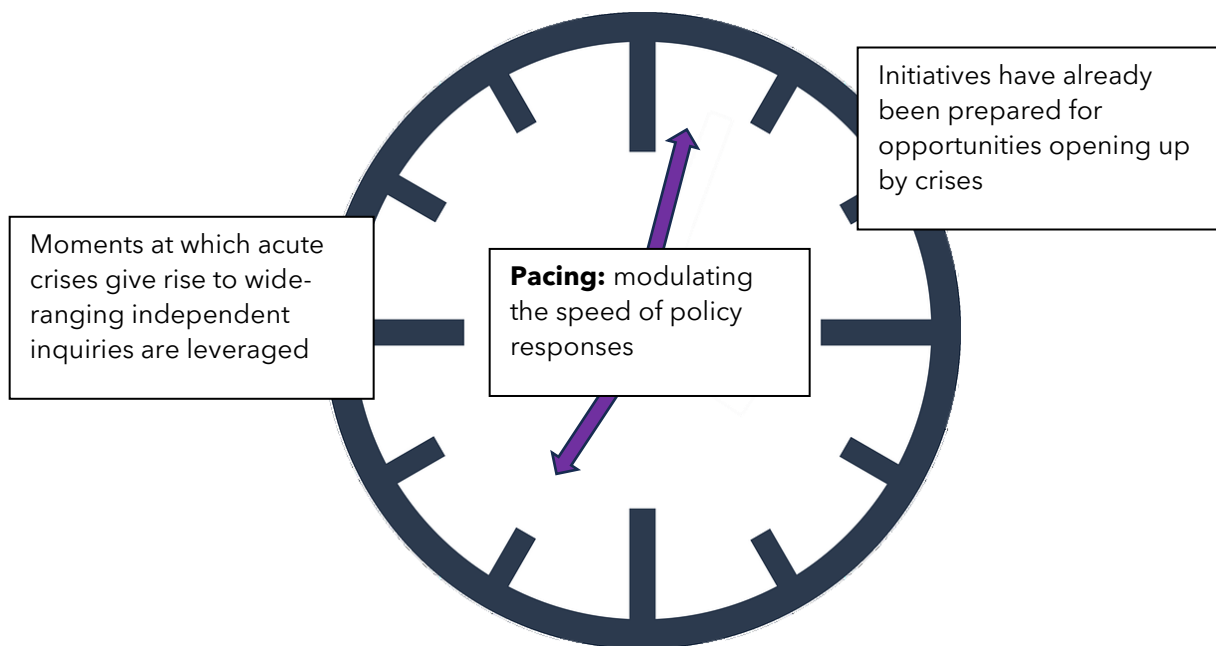 Initiatives have already
been prepared for
opportunities opening up
by crises
Moments at which acute
crises give rise to wide-
ranging independent
inquiries are leveraged
Pacing: modulating
the speed of policy
responses